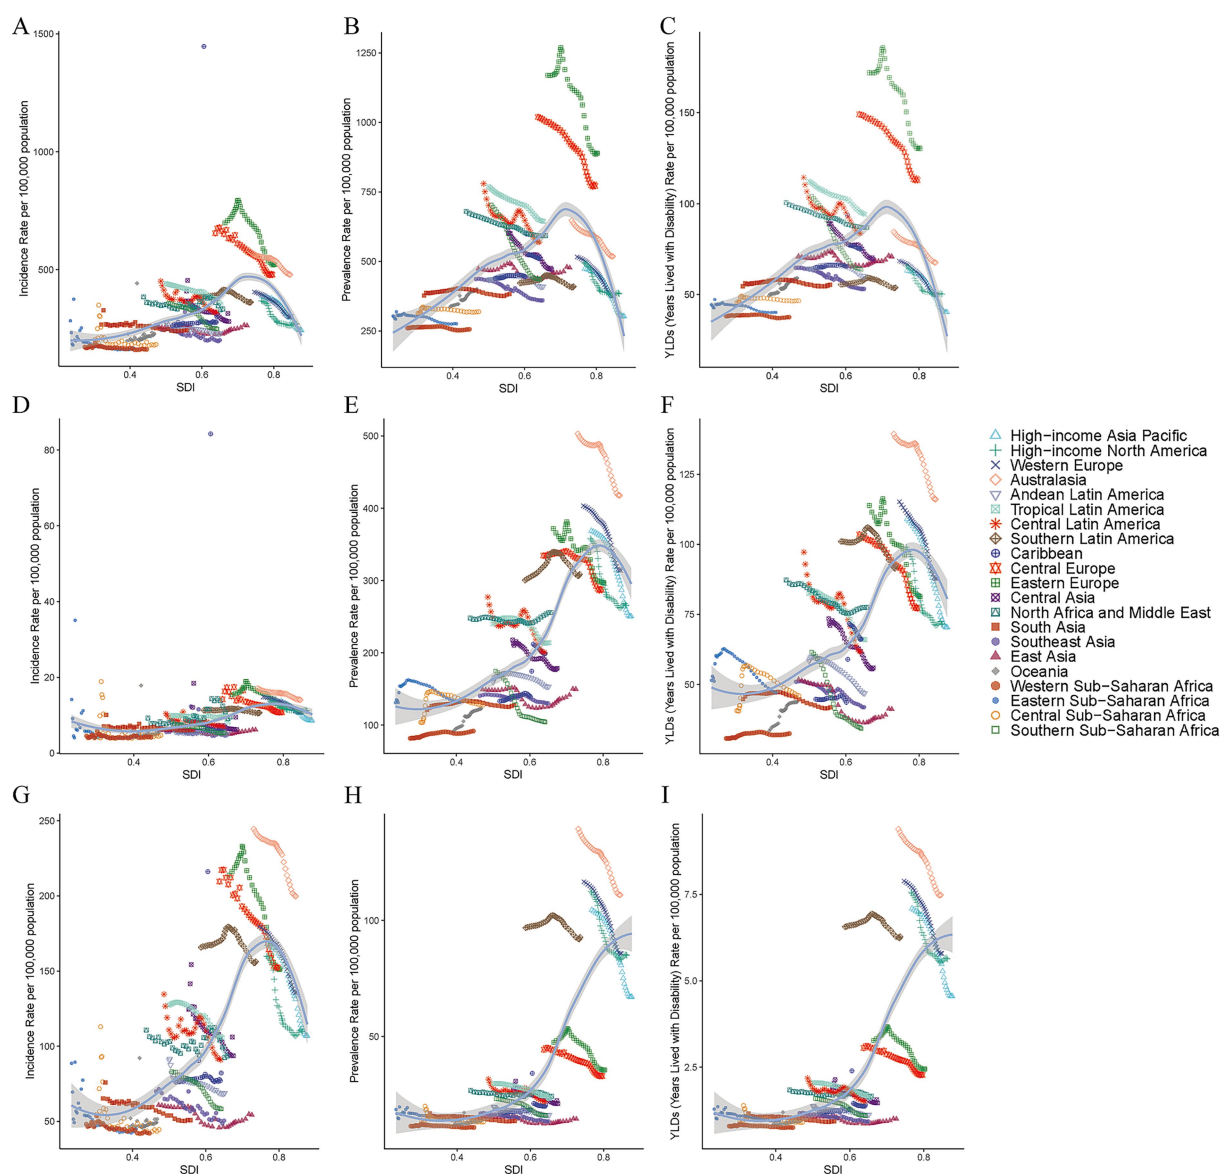 A
B
C
1500
1000
500
Incidence Rate per 100,000 population
0.4 0.6 0.8
SDI
1250
1000
750
500
250
Prevalence Rate per 100,000 population
0.4 0.6 0.8
SDI
150
100
50
YLDs (Years Lived with Disability) Rate per 100,000 population
0.4 0.6 0.8
SDI
D
E
F
80
60
40
20
0
Incidence Rate per 100,000 population
0.4 0.6 0.8
SDI
500
400
300
200
100
Prevalence Rate per 100,000 population
0.4 0.6 0.8
SDI
125
100
75
50
YLDs (Years Lived with Disability) Rate per 100,000 population
0.4 0.6 0.8
SDI
High-income Asia Pacific
High-income North America
Western Europe
Australasia
Andean Latin America
Tropical Latin America
Central Latin America
Southern Latin America
Caribbean
Central Europe
Eastern Europe
Central Asia
North Africa and Middle East
South Asia
Southeast Asia
East Asia
Oceania
Western Sub-Saharan Africa
Eastern Sub-Saharan Africa
Central Sub-Saharan Africa
Southern Sub-Saharan Africa
G
H
I
250
200
150
100
50
Incidence Rate per 100,000 population
0.4 0.6 0.8
SDI
100
50
Prevalence Rate per 100,000 population
0.4 0.6 0.8
SDI
7.5
5.0
2.5
YLDs (Years Lived with Disability) Rate per 100,000 population
0.4 0.6 0.8
SDI